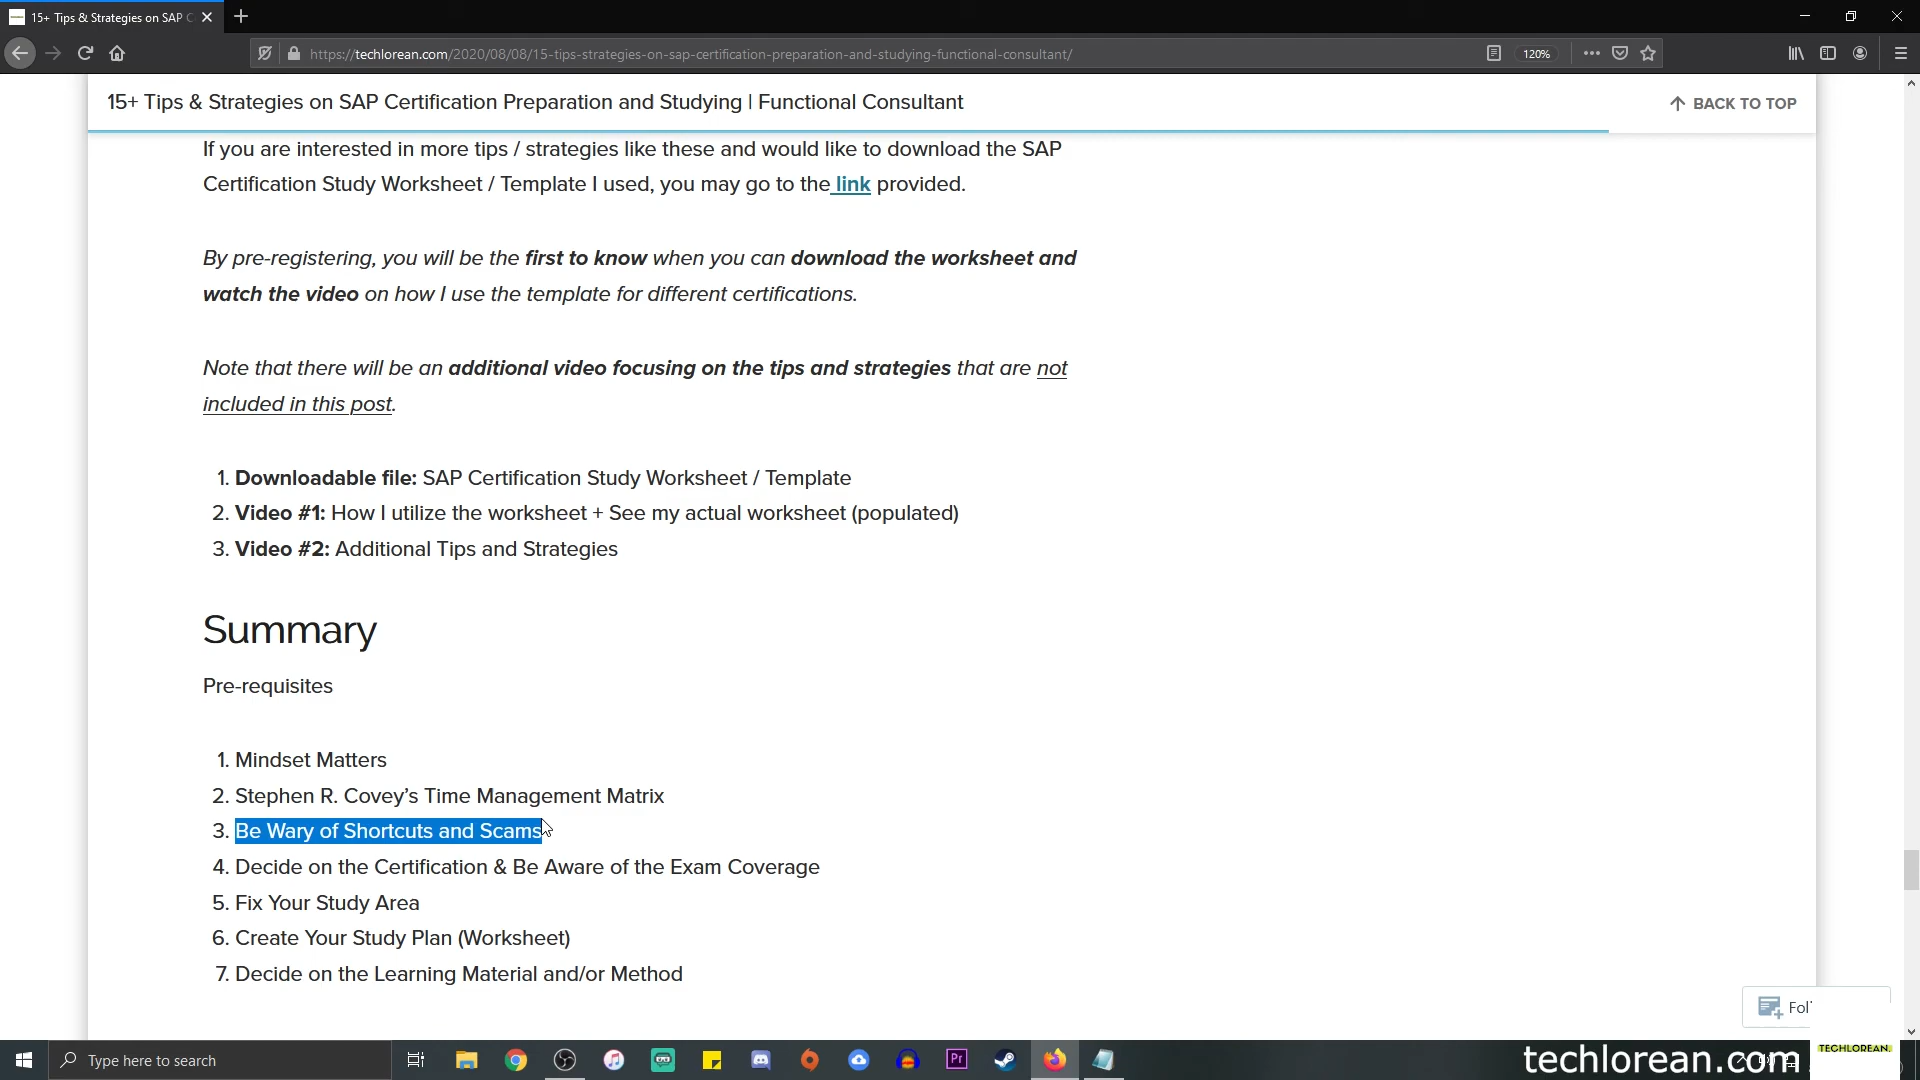 15+ Tips & Strategies on SAP C
https://techlorean.com/2020/08/08/15-tips-strategies-on-sap-certification-preparation-and-studying-functional-consultant/
120%
15+ Tips & Strategies on SAP Certification Preparation and Studying | Functional Consultant
BACK TO TOP
If you are interested in more tips / strategies like these and would like to download the SAP
Certification Study Worksheet / Template I used, you may go to the link provided.
By pre-registering, you will be the first to know when you can download the worksheet and
watch the video on how I use the template for different certifications.
Note that there will be an additional video focusing on the tips and strategies that are not
included in this post.
1. Downloadable file: SAP Certification Study Worksheet / Template
2. Video #1: How I utilize the worksheet + See my actual worksheet (populated)
3. Video #2: Additional Tips and Strategies
Summary
Pre-requisites
1. Mindset Matters
2. Stephen R. Covey’s Time Management Matrix
3. Be Wary of Shortcuts and Scams
4. Decide on the Certification & Be Aware of the Exam Coverage
5. Fix Your Study Area
6. Create Your Study Plan (Worksheet)
7. Decide on the Learning Material and/or Method
Type here to search
Pr
techlorean.com
TECHLOREAN.